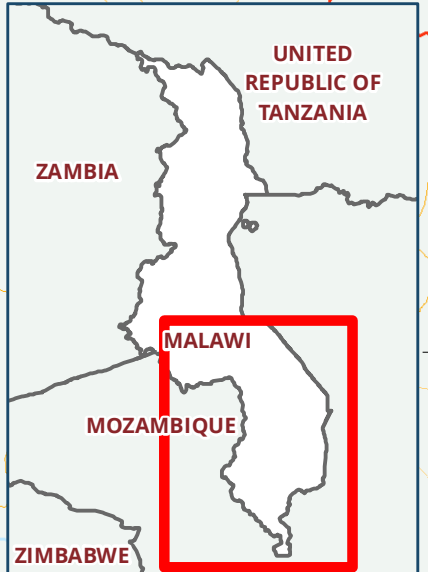 UNITED
REPUBLIC OF
TANZANIA
ZAMBIA
MALAWI
MOZAMBIQUE
ZIMBABWE